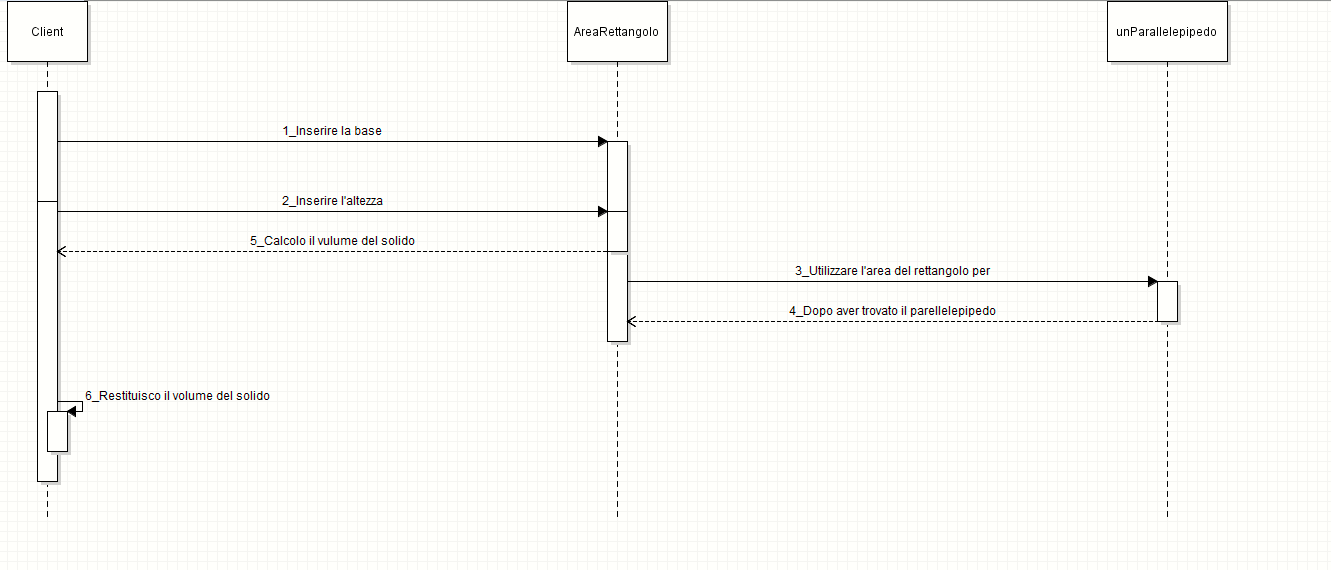 Client
AreaRettangolo
unParallelepipedo
1_Inserire la base
2_Inserire l'altezza
5_Calcolo il vulume del solido
3_Utilizzare l'area del rettangolo per
4_Dopo aver trovato il parellelepipedo
6_Restituisco il volume del solido